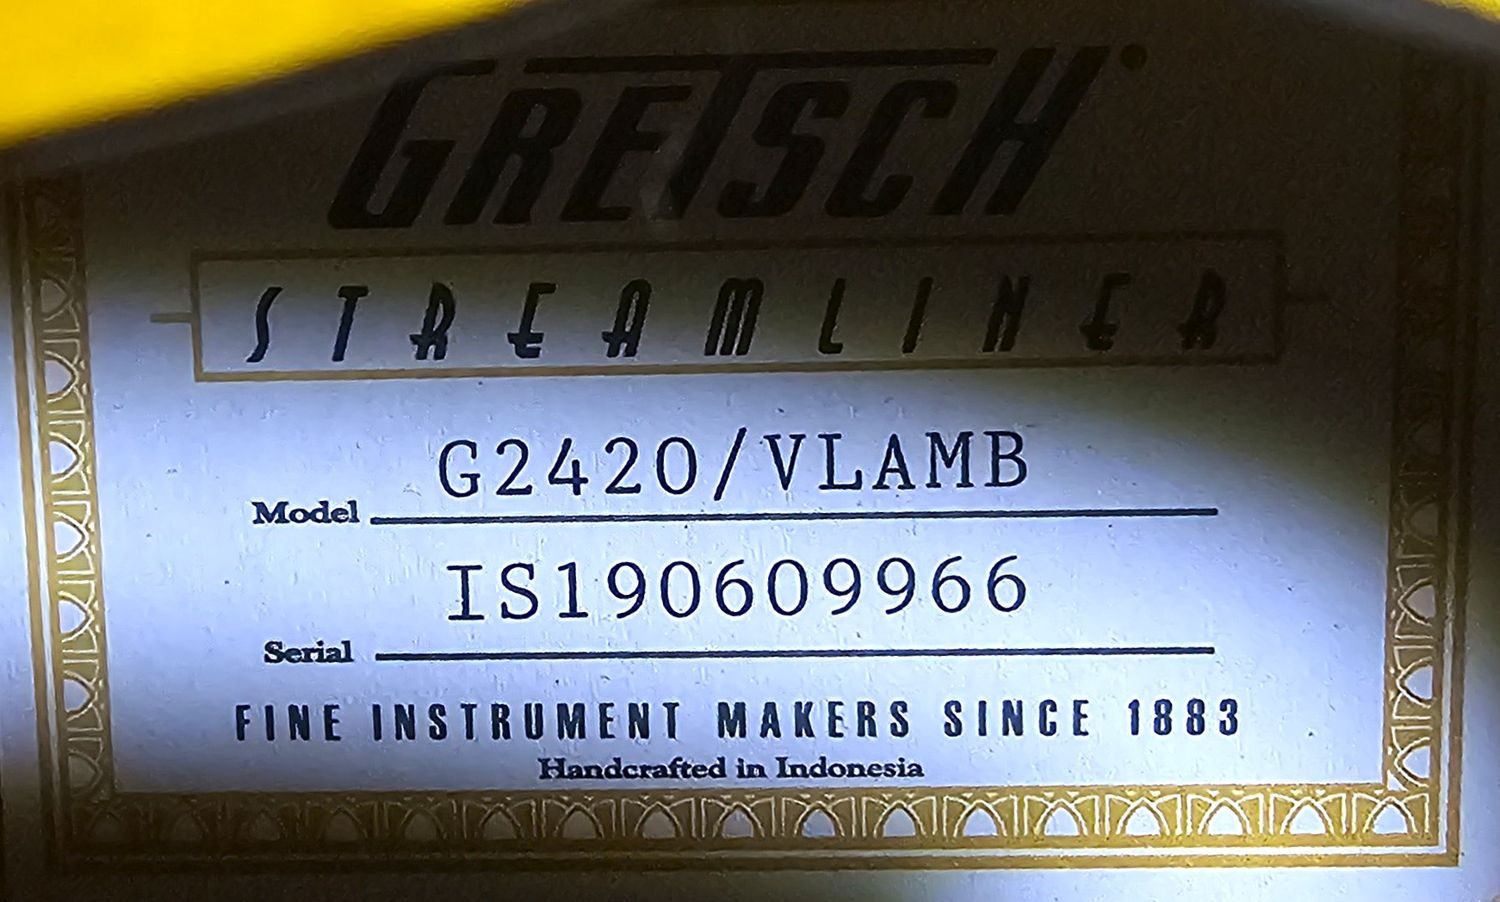 GRETSCH
STREAMLINER
Model G2420/VLAMB
Serial IS190609966
FINE INSTRUMENT MAKERS SINCE 1883
Handcrafted in Indonesia